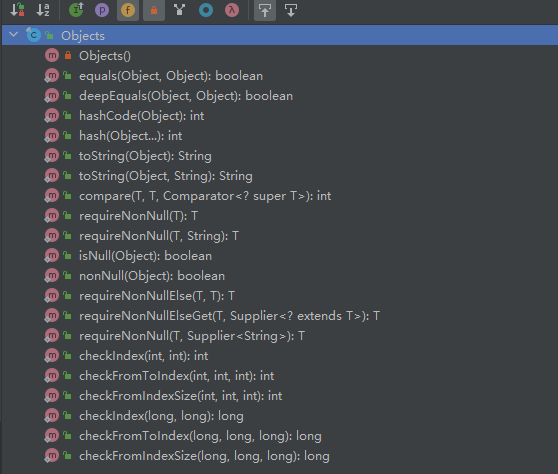 Objects
Objects()
equals(Object, Object): boolean
deepEquals(Object, Object): boolean
hashCode(Object): int
hash(Object...): int
toString(Object): String
toString(Object, String): String
compare(T, T, Comparator<? super T>): int
requireNonNull(T): T
requireNonNull(T, String): T
isNull(Object): boolean
nonNull(Object): boolean
requireNonNullElse(T, T): T
requireNonNullElseGet(T, Supplier<? extends T>): T
requireNonNull(T, Supplier<String>): T
checkIndex(int, int): int
checkFromToIndex(int, int, int): int
checkFromIndexSize(int, int, int): int
checkIndex(long, long): long
checkFromToIndex(long, long, long): long
checkFromIndexSize(long, long, long): long